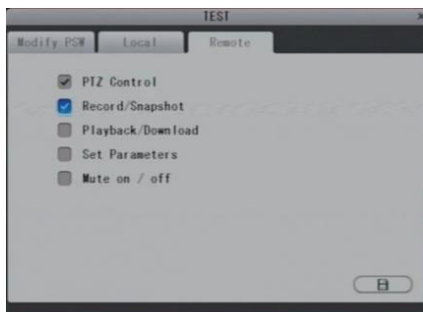 TEST
Modify PSW Local Remote
PTZ Control
Record/Snapshot
Playback/Download
Set Parameters
Mute on / off